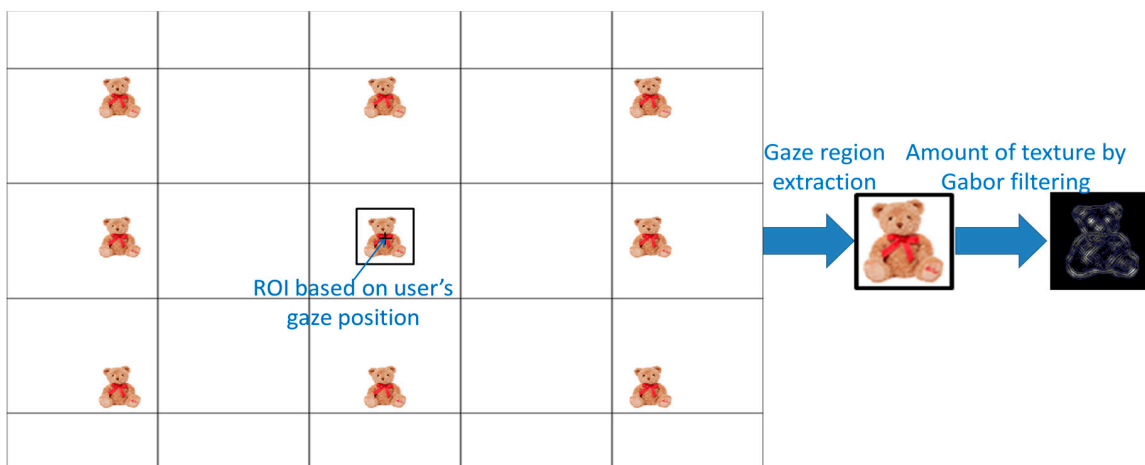 Gaze region
extraction
Amount of texture by
Gabor filtering
ROI based on user's
gaze position